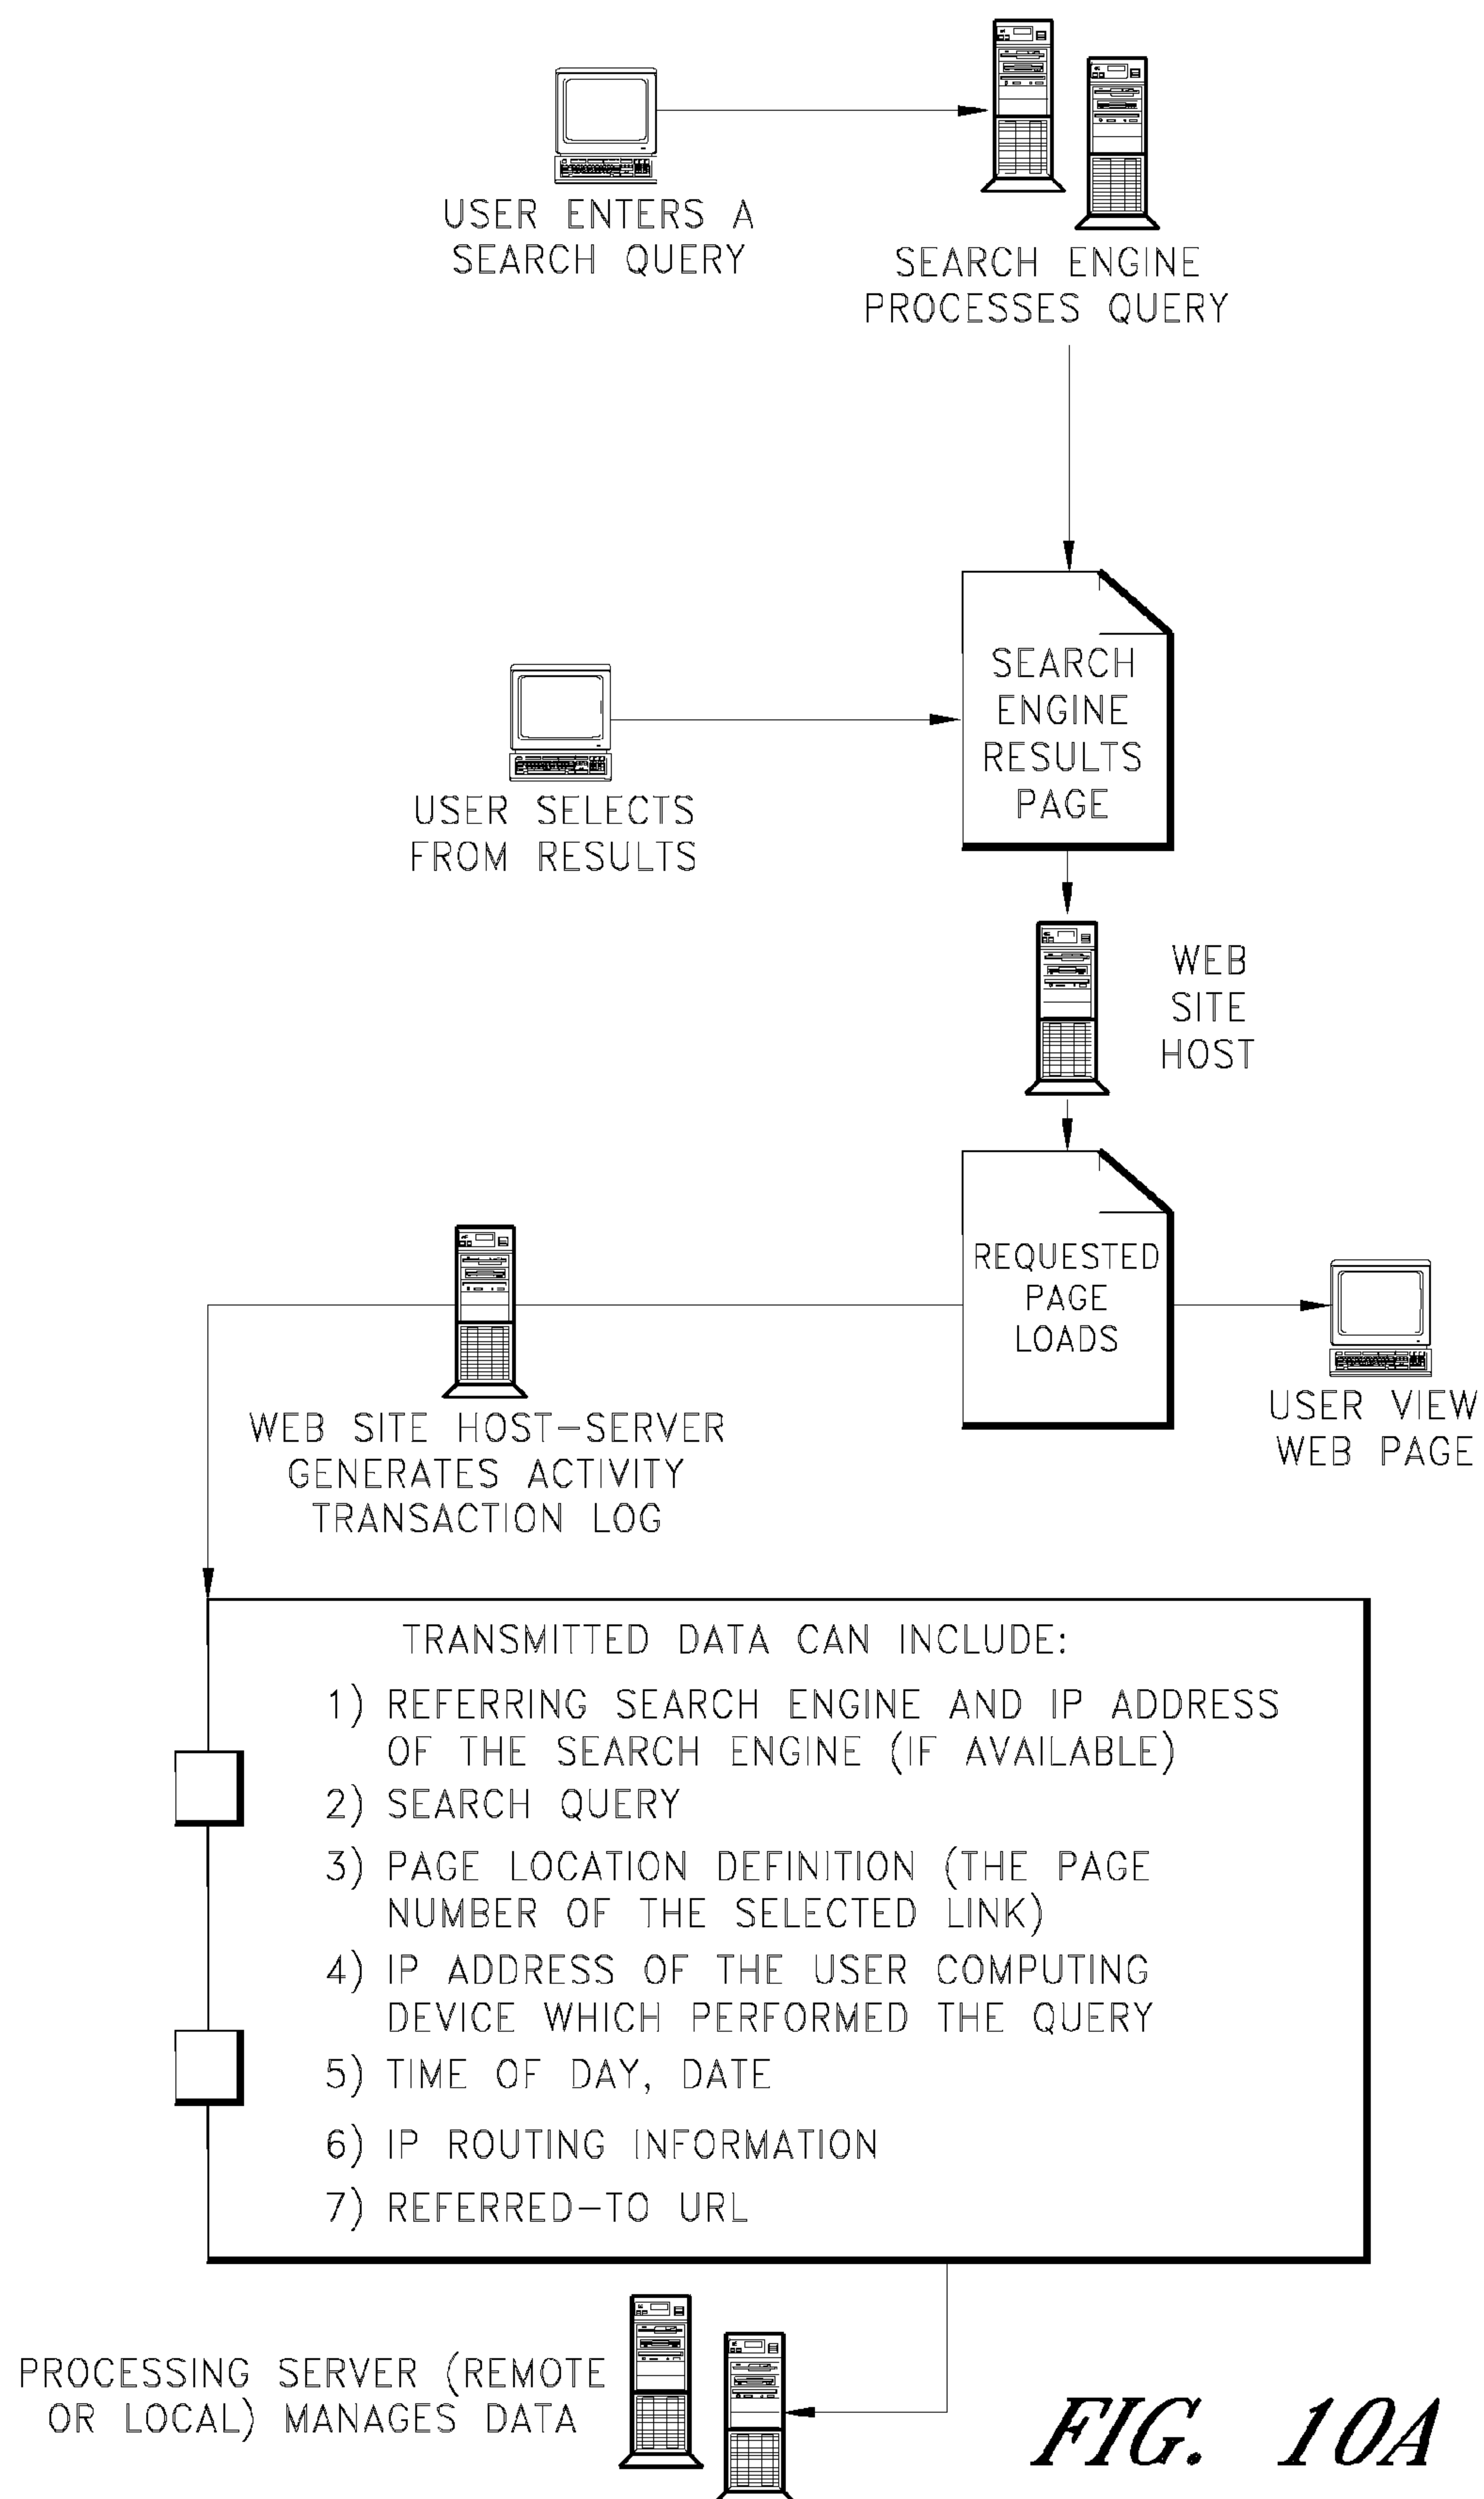 USER ENTERS A
SEARCH QUERY
SEARCH ENGINE
PROCESSES QUERY
SEARCH
ENGINE
RESULTS
PAGE
USER SELECTS
FROM RESULTS
WEB
SITE
HOST
REQUESTED
PAGE
LOADS
USER VIEW
WEB PAGE
WEB SITE HOST-SERVER
GENERATES ACTIVITY
TRANSACTION LOG
TRANSMITTED DATA CAN INCLUDE:
1) REFERRING SEARCH ENGINE AND IP ADDRESS
OF THE SEARCH ENGINE (IF AVAILABLE)
2) SEARCH QUERY
3) PAGE LOCATION DEFINITION (THE PAGE
NUMBER OF THE SELECTED LINK)
4) IP ADDRESS OF THE USER COMPUTING
DEVICE WHICH PERFORMED THE QUERY
5) TIME OF DAY, DATE
6) IP ROUTING INFORMATION
7) REFERRED-TO URL
PROCESSING SERVER (REMOTE
OR LOCAL) MANAGES DATA
FIG. 10A